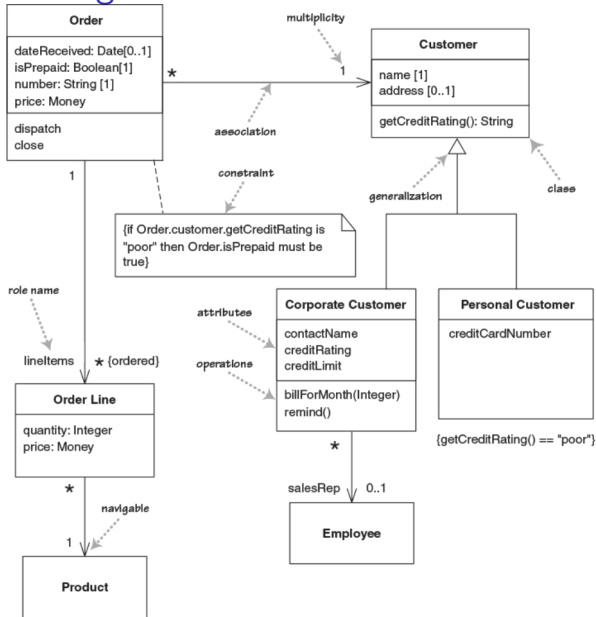 Order
dateReceived: Date[0..1]
isPrepaid: Boolean[1]
number: String [1]
price: Money
dispatch
close
multiplicity
*
1
association
Customer
name [1]
address [0..1]
getCreditRating(): String
generalization
class
constraint
{if Order.customer.getCreditRating is
"poor" then Order.isPrepaid must be
true}
1
role name
lineItems
* {ordered}
Order Line
quantity: Integer
price: Money
*
navigable
1
Product
attributes
operations
Corporate Customer
contactName
creditRating
creditLimit
billForMonth(Integer)
remind()
*
salesRep
0..1
Employee
Personal Customer
creditCardNumber
{getCreditRating() == "poor"}